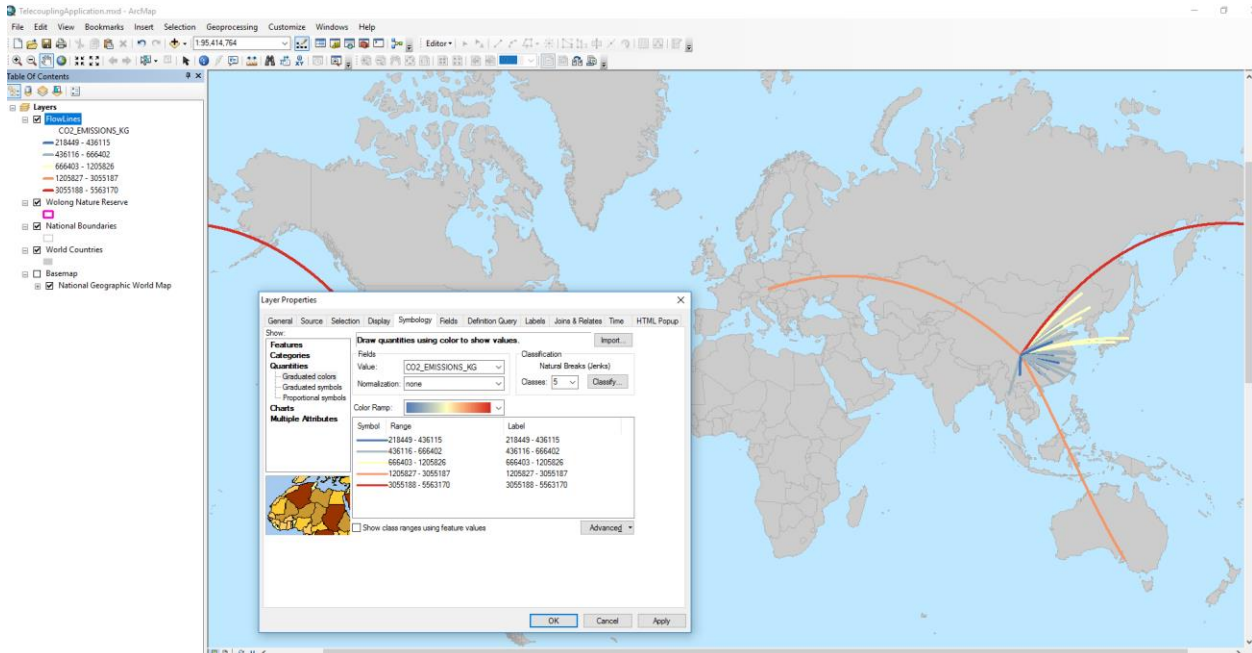 TelecouplingApplication.mxd - ArcMap
File Edit View Bookmarks Insert Selection Geoprocessing Customize Windows Help
1:95,414,764
Editor
Table Of Contents
Layers
FlowLines
CO2_EMISSIONS_KG
218449 - 436115
436116 - 666402
666403 - 1205826
1205827 - 3055187
3055188 - 5563170
Wolong Nature Reserve
National Boundaries
World Countries
Basemap
National Geographic World Map
Layer Properties
General Source Selection Display Symbology Fields Definition Query Labels Joins & Relates Time HTML Popup
Show:
Features
Categories
Quantities
Graduated colors
Graduated symbols
Proportional symbols
Charts
Multiple Attributes
Draw quantities using color to show values.
Import...
Fields
Value: CO2_EMISSIONS_KG
Normalization: none
Classification
Natural Breaks (Jenks)
Classes: 5 Classify...
Color Ramp:
Symbol Range Label
218449 - 436115 218449 - 436115
436116 - 666402 436116 - 666402
666403 - 1205826 666403 - 1205826
1205827 - 3055187 1205827 - 3055187
3055188 - 5563170 3055188 - 5563170
Show class ranges using feature values
Advanced
OK Cancel Apply